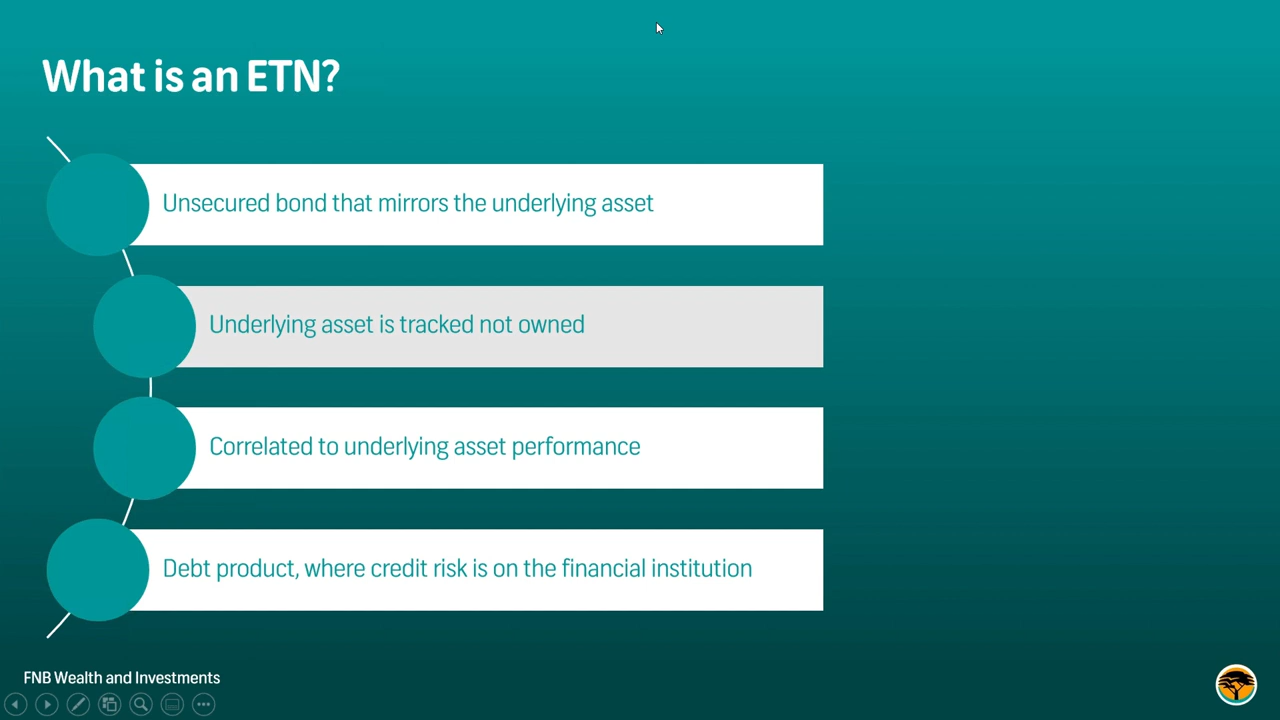 What is an ETN?
Unsecured bond that mirrors the underlying asset
Underlying asset is tracked not owned
Correlated to underlying asset performance
Debt product, where credit risk is on the financial institution
FNB Wealth and Investments